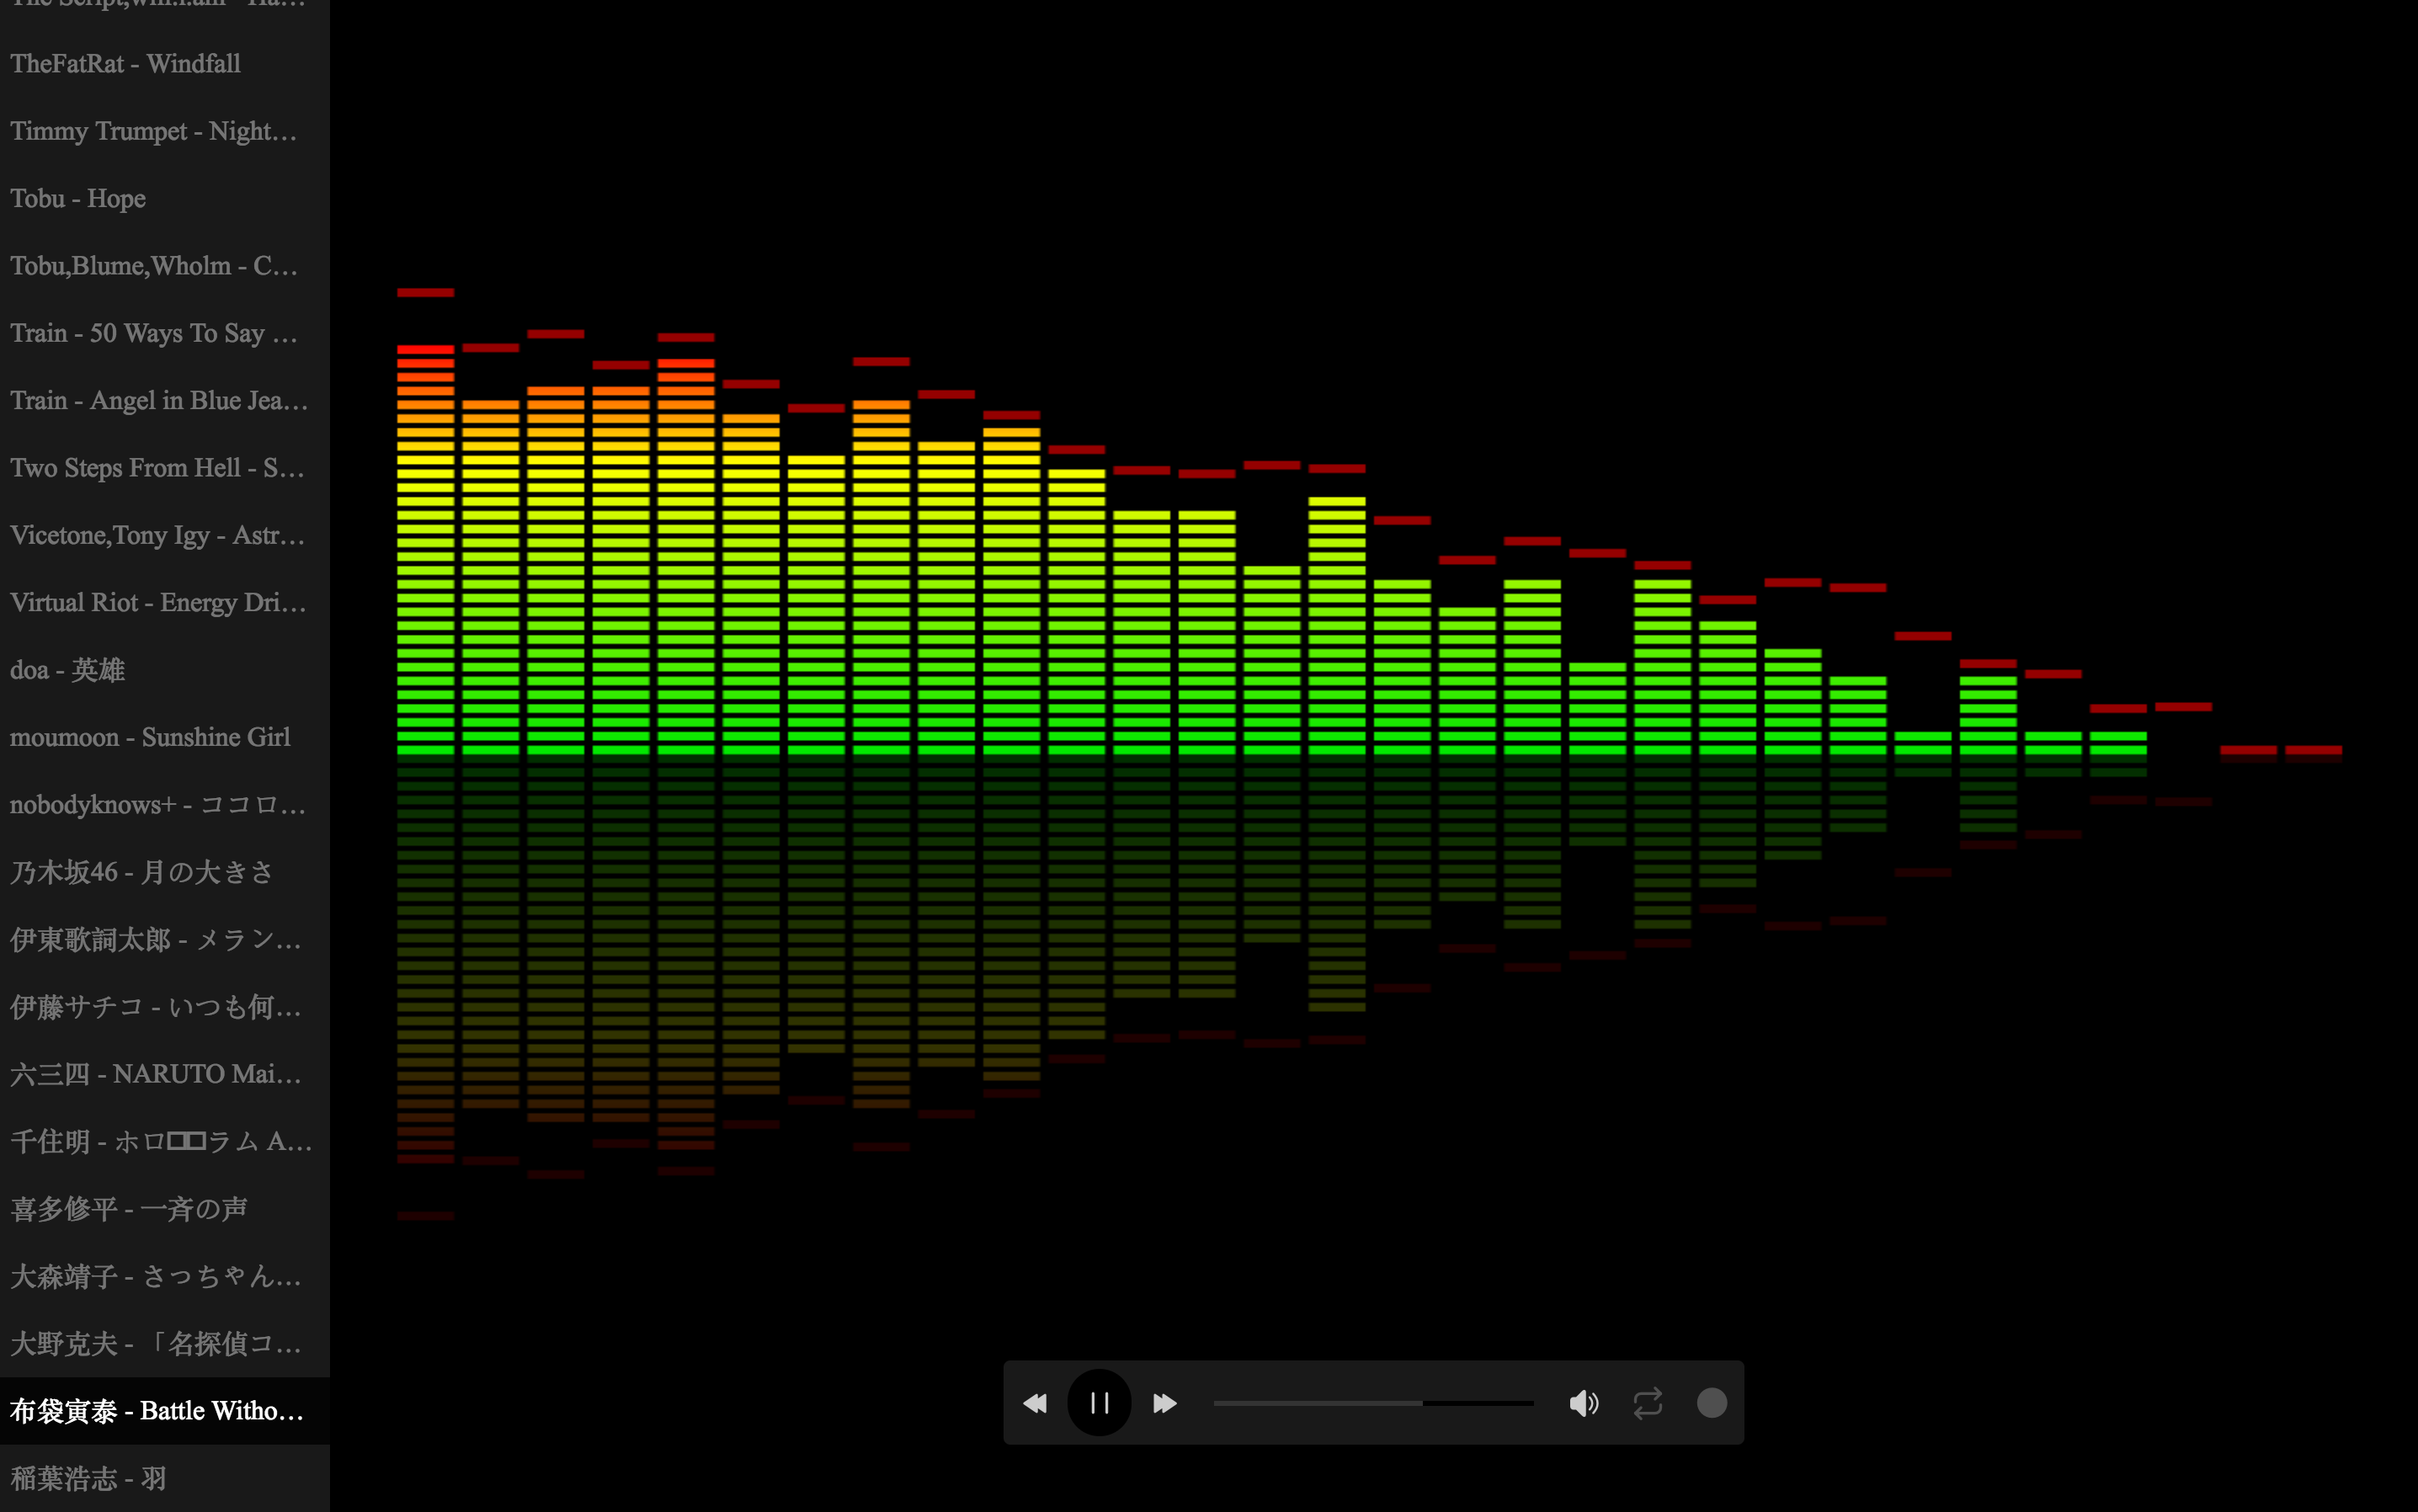 The Script,will.i.am - Ha…
TheFatRat - Windfall
Timmy Trumpet - Night…
Tobu - Hope
Tobu,Blume,Wholm - C…
Train - 50 Ways To Say …
Train - Angel in Blue Jea…
Two Steps From Hell - S…
Vicetone,Tony Igy - Astr…
Virtual Riot - Energy Dri…
doa - 英雄
moumoon - Sunshine Girl
nobodyknows+ - ココロ…
乃木坂46 - 月の大きさ
伊東歌詞太郎 - メラン…
伊藤サチコ - いつも何…
六三四 - NARUTO Mai…
千住明 - ホロ□□ラム A…
喜多修平 - 一斉の声
大森靖子 - さっちゃん…
大野克夫 - 「名探偵コ…
布袋寅泰 - Battle Witho…
稲葉浩志 - 羽